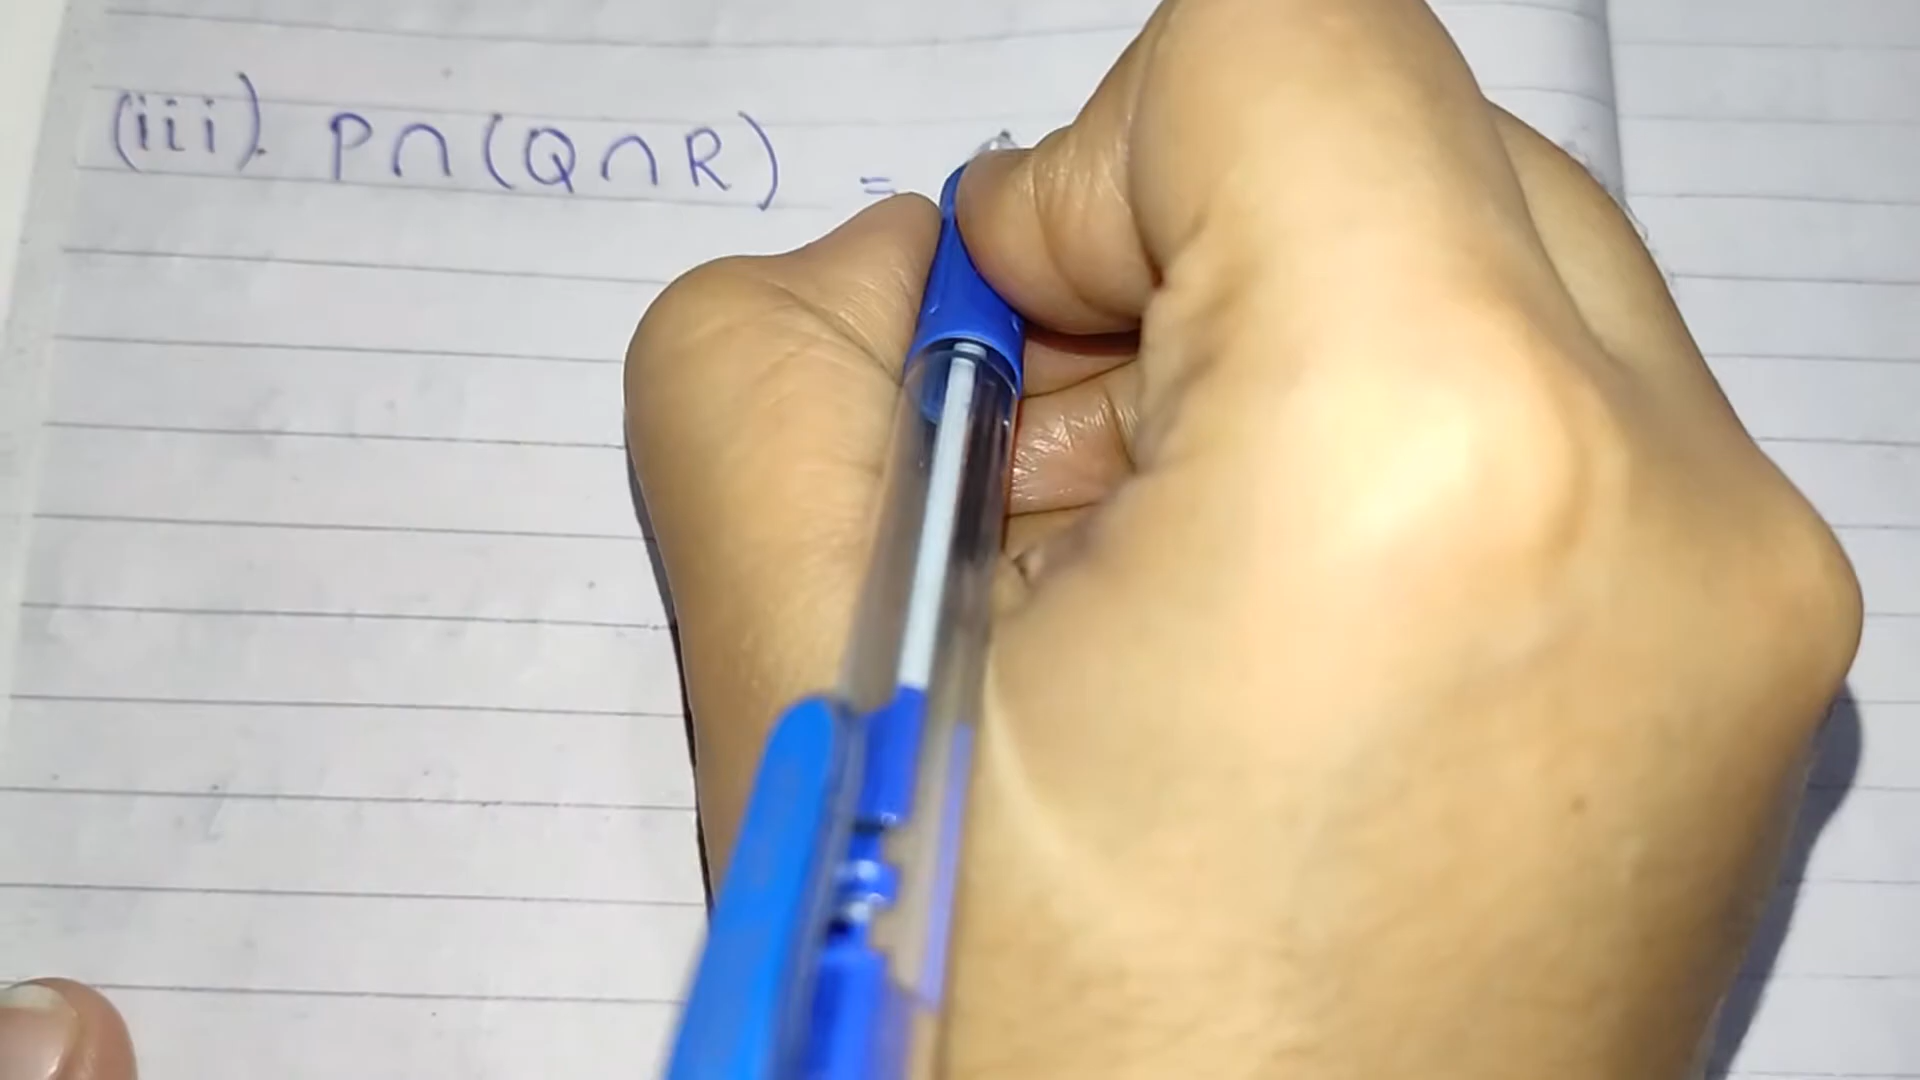 (iii). P∩(Q∩R) =